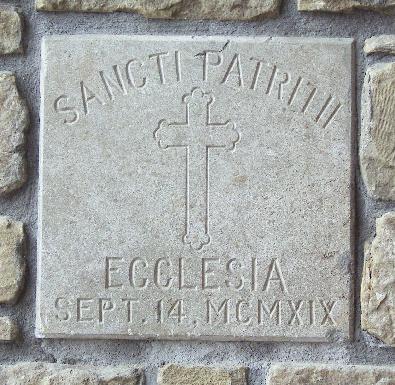 SANCTI PATRITII
ECCLESIA
SEPT. 14, MCMXIX